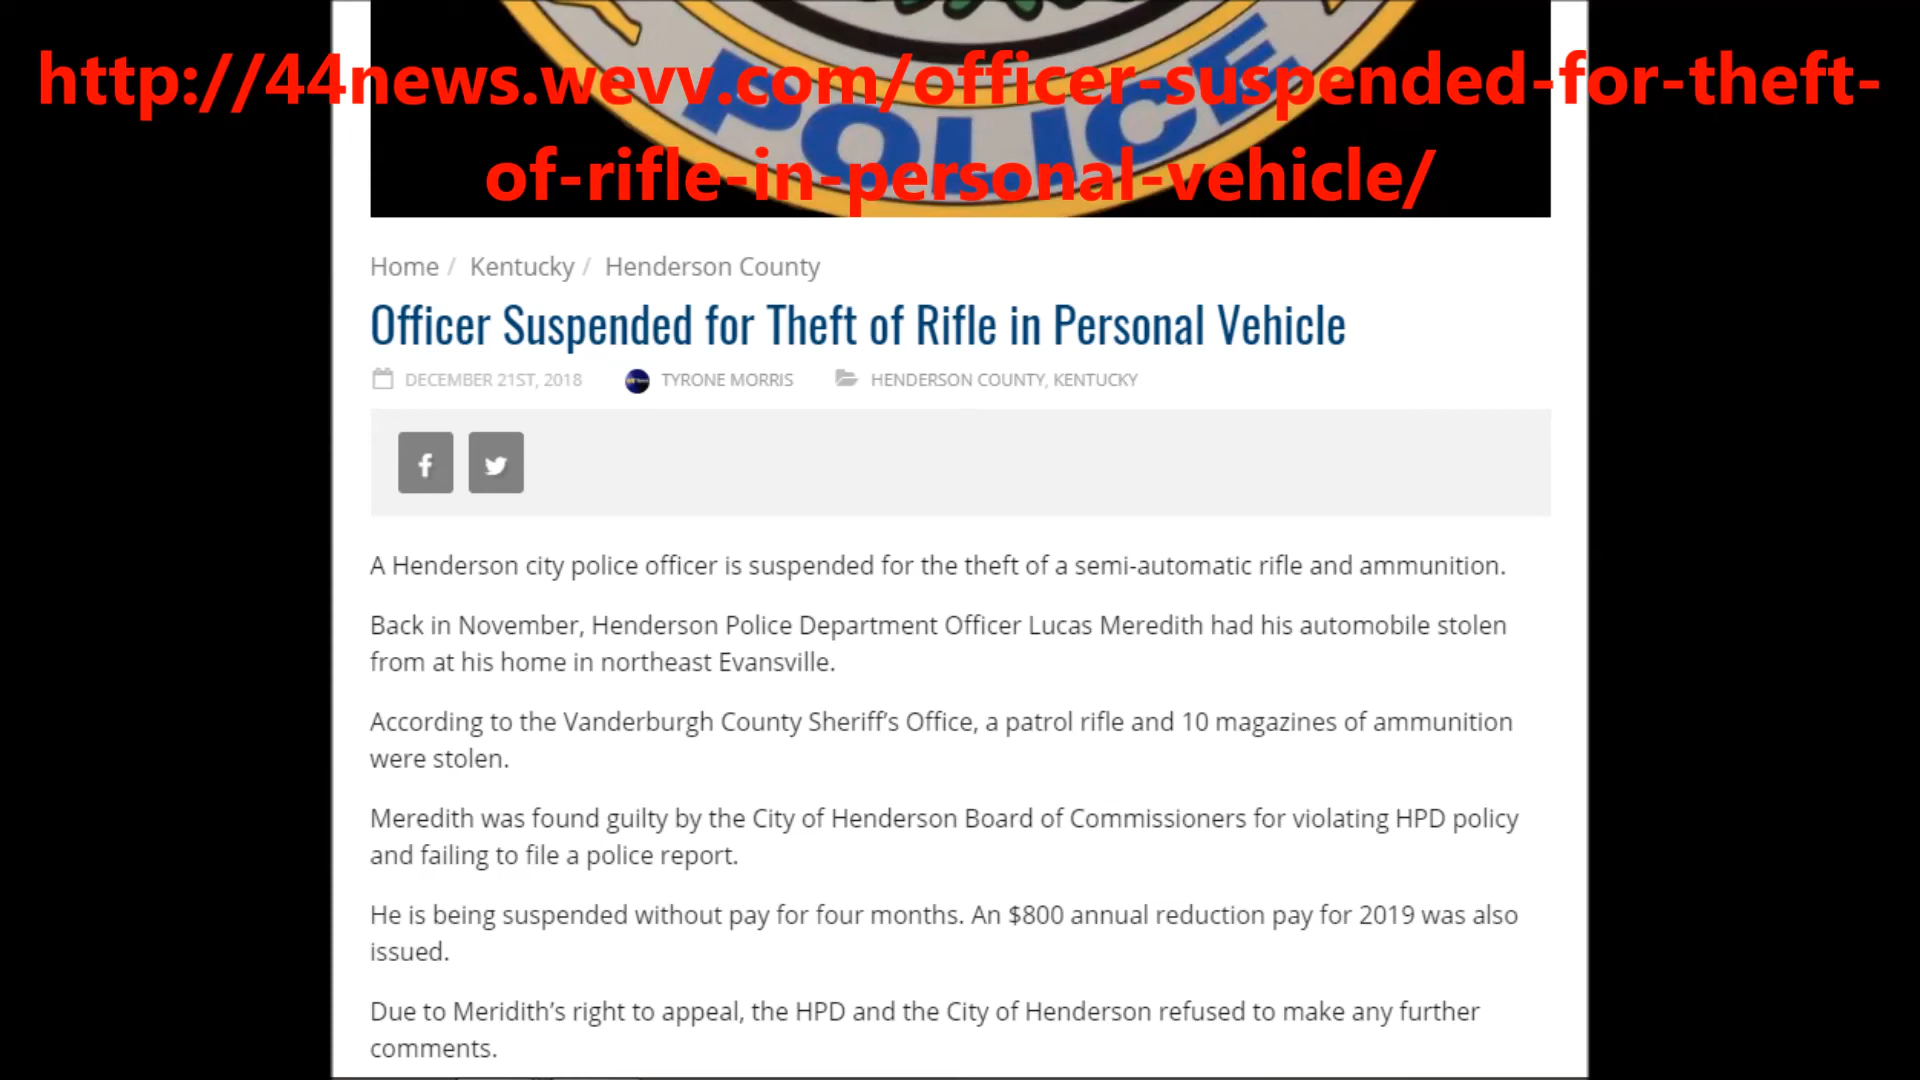 http://44news.wevv.com/officer-suspended-for-theft-
of-rifle-in-personal-vehicle/
POLICE
Home / Kentucky / Henderson County
Officer Suspended for Theft of Rifle in Personal Vehicle
DECEMBER 21ST, 2018 TYRONE MORRIS HENDERSON COUNTY, KENTUCKY
A Henderson city police officer is suspended for the theft of a semi-automatic rifle and ammunition.
Back in November, Henderson Police Department Officer Lucas Meredith had his automobile stolen
from at his home in northeast Evansville.
According to the Vanderburgh County Sheriff’s Office, a patrol rifle and 10 magazines of ammunition
were stolen.
Meredith was found guilty by the City of Henderson Board of Commissioners for violating HPD policy
and failing to file a police report.
He is being suspended without pay for four months. An $800 annual reduction pay for 2019 was also
issued.
Due to Meridith’s right to appeal, the HPD and the City of Henderson refused to make any further
comments.